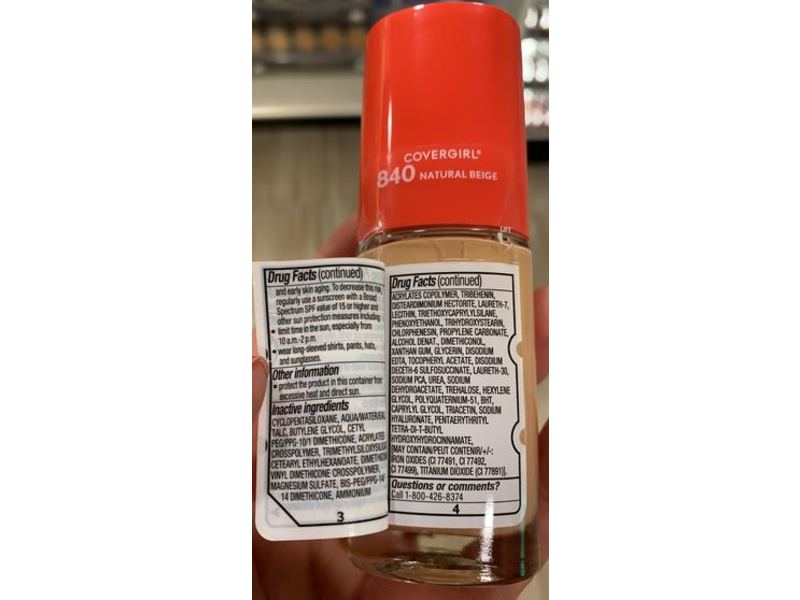 COVERGIRL®
840 NATURAL BEIGE
LIFT
Drug Facts (continued)
and early skin aging. To decrease this risk,
regularly use a sunscreen with a Broad
Spectrum SPF value of 15 or higher and
other sun protection measures including:
• limit time in the sun, especially from
10 a.m.-2 p.m.
• wear long-sleeved shirts, pants, hats,
and sunglasses.
Other information
• protect the product in this container from
excessive heat and direct sun.
Inactive ingredients
CYCLOPENTASILOXANE, AQUA/WATER/EAU,
TALC, BUTYLENE GLYCOL, CETYL
PEG/PPG-10/1 DIMETHICONE, ACRYLATES
CROSSPOLYMER,
CETEARYL ETHYLHEXANOATE,
VINYL DIMETHICONE CROSSPOLYMER,
MAGNESIUM SULFATE, BIS-PEG/PPG-14/
14 DIMETHICONE, AMMONIUM
3
Drug Facts (continued)
ACRYLATES COPOLYMER, TRIBEHENIN,
DISTEARDIMONIUM HECTORITE, LAURETH-7,
LECITHIN, TRIETHOXYCAPRYLYLSILANE,
PHENOXYETHANOL, TRIHYDROXYSTEARIN,
CHLORPHENESIN, PROPYLENE CARBONATE,
ALCOHOL DENAT., DIMETHICONOL,
XANTHAN GUM, GLYCERIN, DISODIUM
EDTA, TOCOPHERYL ACETATE, DISODIUM
DECETH-6 SULFOSUCCINATE, LAURETH-30,
SODIUM PCA, UREA, SODIUM
DEHYDROACETATE, TREHALOSE, HEXYLENE
GLYCOL, POLYQUATERNIUM-51, BHT,
CAPRYLYL GLYCOL, TRIACETIN, SODIUM
HYALURONATE, PENTAERYTHRITYL
TETRA-DI-T-BUTYL
HYDROXYHYDROCINNAMATE,
[MAY CONTAIN/PEUT CONTENIR/+/-:
IRON OXIDES (CI 77491, CI 77492,
CI 77499), TITANIUM DIOXIDE (CI 77891)].
Questions or comments?
Call 1-800-426-8374
4